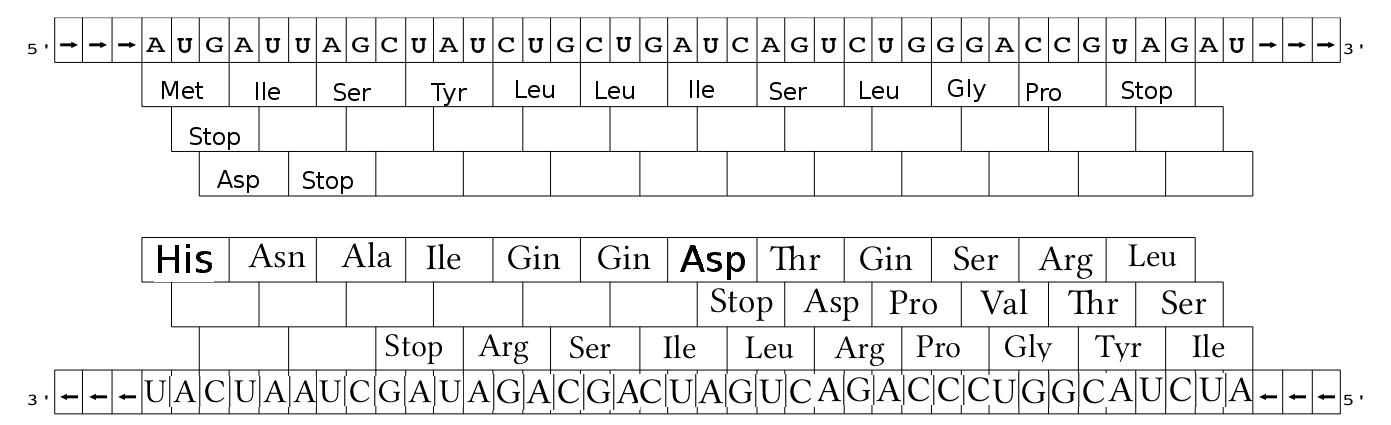 5' → → → A U G A U U A G C U A U C U G C U G A U C A G U C U G G G A C C G U A G A U → → → 3'
Met Ile Ser Tyr Leu Leu Ile Ser Leu Gly Pro Stop
Stop
Asp Stop
His Asn Ala Ile Gin Gin Asp Thr Gin Ser Arg Leu
Stop Asp Pro Val Thr Ser
Stop Arg Ser Ile Leu Arg Pro Gly Tyr Ile
3' ← ← ← U A C U A A U C G A U A G A C G A C U A G U C A G A C C C U G G C A U C U A ← ← ← 5'